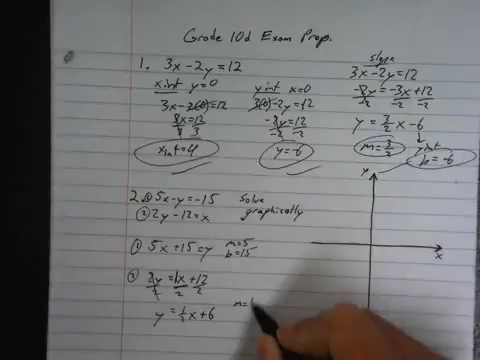 Grade 10d Exam Prep.
1. 3x-2y=12
x int y=0
3x-2(0)=12
3x=12
3 3
x int=4
y int x=0
3(0)-2y=12
-2y=12
-2 -2
y=-6
slope
3x-2y=12
-2y=-3x+12
-2 -2 -2
y=3/2x-6
m=3/2
y int
b=-6
2. ① 5x-y=-15 Solve
② 2y-12=x graphically
① 5x+15=y m=5
b=15
② 2y=1x+12
2 2 2
y=1/2x+6 m=1
y
x